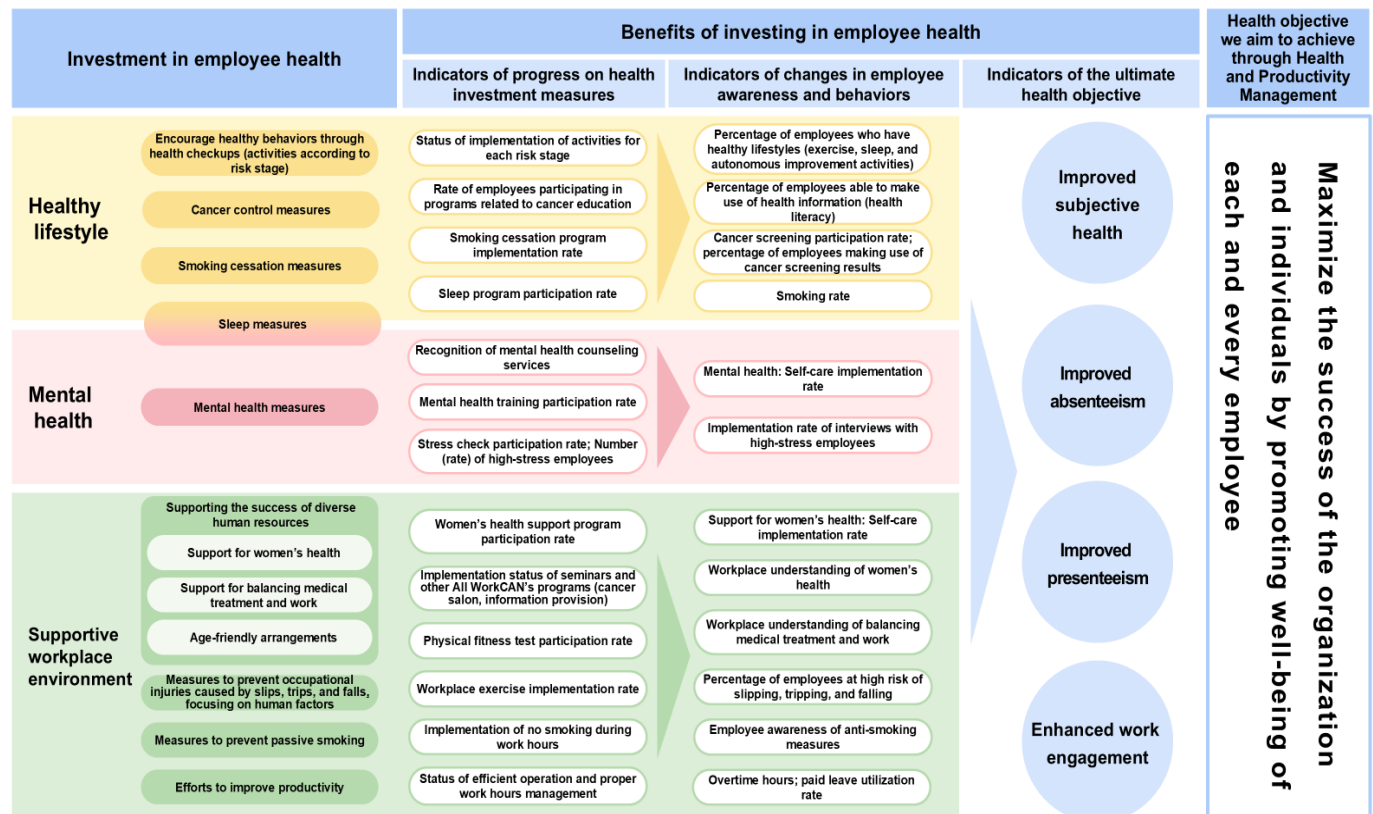 Investment in employee health
Benefits of investing in employee health
Indicators of progress on health
investment measures
Indicators of changes in employee
awareness and behaviors
Indicators of the ultimate
health objective
Health objective
we aim to achieve
through Health
and Productivity
Management
Healthy
lifestyle
Encourage healthy behaviors through
health checkups (activities according to
risk stage)
Cancer control measures
Smoking cessation measures
Sleep measures
Status of implementation of activities for
each risk stage
Rate of employees participating in
programs related to cancer education
Smoking cessation program
implementation rate
Sleep program participation rate
Percentage of employees who have
healthy lifestyles (exercise, sleep, and
autonomous improvement activities)
Percentage of employees able to make
use of health information (health
literacy)
Cancer screening participation rate;
percentage of employees making use of
cancer screening results
Smoking rate
Mental
health
Mental health measures
Recognition of mental health counseling
services
Mental health training participation rate
Stress check participation rate; Number
(rate) of high-stress employees
Mental health: Self-care implementation
rate
Implementation rate of interviews with
high-stress employees
Supportive
workplace
environment
Supporting the success of diverse
human resources
Support for women's health
Support for balancing medical
treatment and work
Age-friendly arrangements
Measures to prevent occupational
injuries caused by slips, trips, and falls,
focusing on human factors
Measures to prevent passive smoking
Efforts to improve productivity
Women's health support program
participation rate
Implementation status of seminars and
other All WorkCAN's programs (cancer
salon, information provision)
Physical fitness test participation rate
Workplace exercise implementation rate
Implementation of no smoking during
work hours
Status of efficient operation and proper
work hours management
Support for women's health: Self-care
implementation rate
Workplace understanding of women's
health
Workplace understanding of balancing
medical treatment and work
Percentage of employees at high risk of
slipping, tripping, and falling
Employee awareness of anti-smoking
measures
Overtime hours; paid leave utilization
rate
Improved
subjective
health
Improved
absenteeism
Improved
presenteeism
Enhanced work
engagement
Maximize the success of the organization
and individuals by promoting well-being of
each and every employee